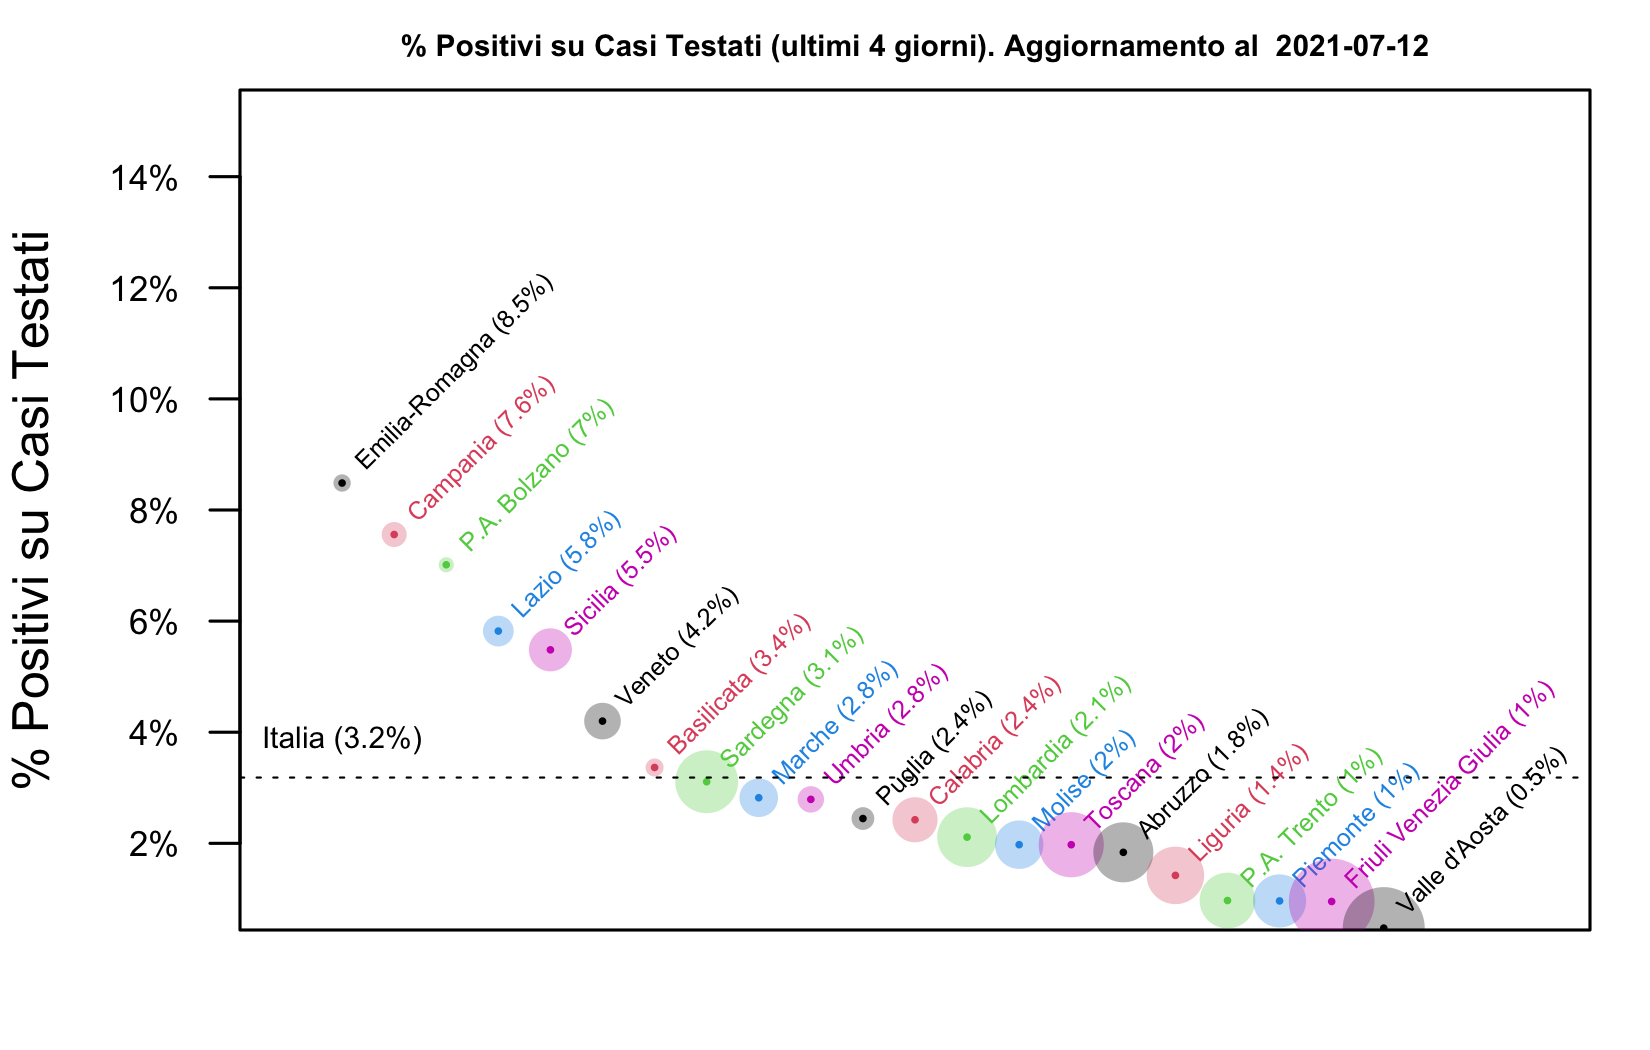 % Positivi su Casi Testati (ultimi 4 giorni). Aggiornamento al  2021-07-12
% Positivi su Casi Testati
14%
12%
10%
8%
6%
4%
2%
Italia (3.2%)
Emilia-Romagna (8.5%)
Campania (7.6%)
P.A. Bolzano (7%)
Lazio (5.8%)
Sicilia (5.5%)
Veneto (4.2%)
Basilicata (3.4%)
Sardegna (3.1%)
Marche (2.8%)
Umbria (2.8%)
Puglia (2.4%)
Calabria (2.4%)
Lombardia (2.1%)
Molise (2%)
Toscana (2%)
Abruzzo (1.8%)
Liguria (1.4%)
P.A. Trento (1%)
Piemonte (1%)
Friuli Venezia Giulia (1%)
Valle d'Aosta (0.5%)